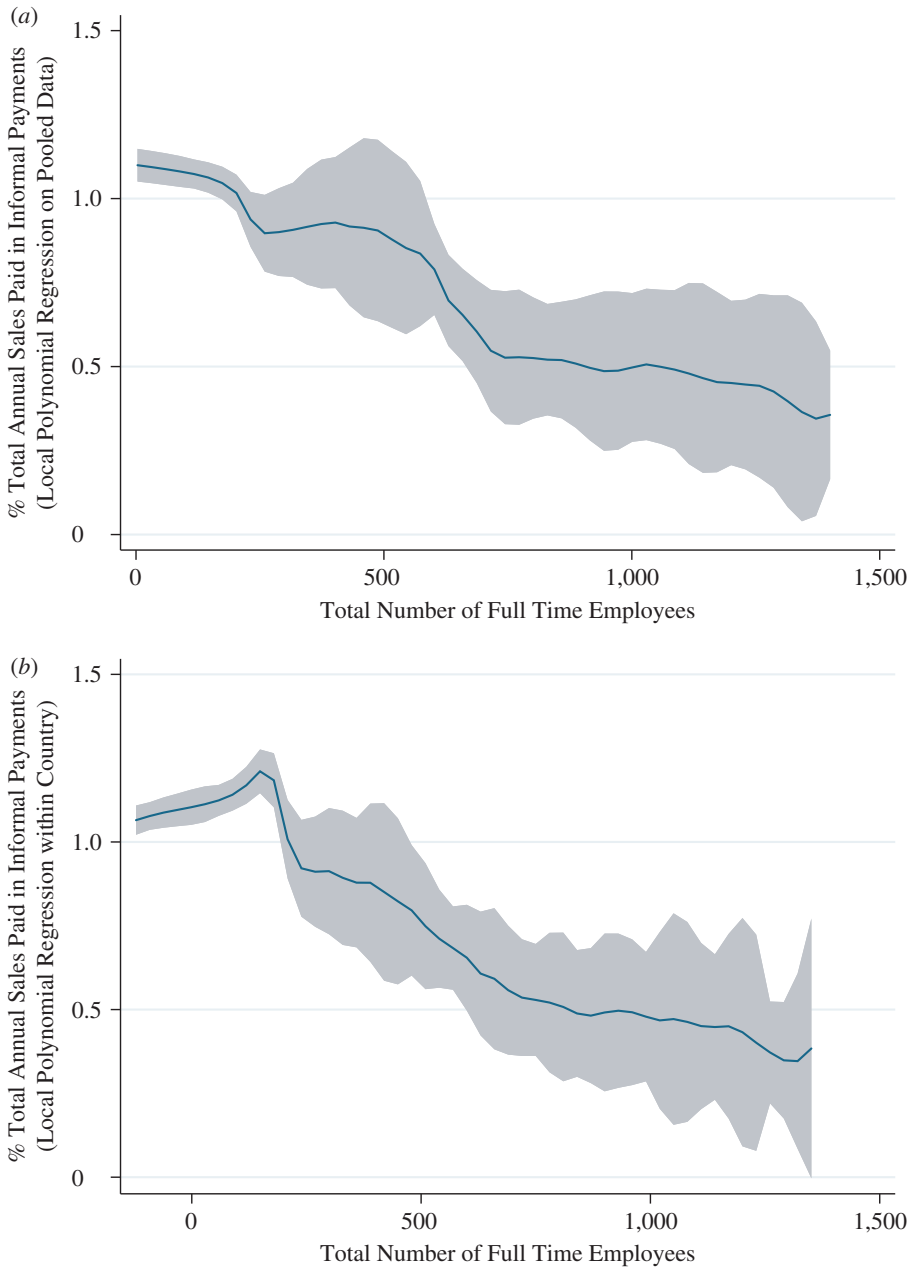 (a)
1.5
1.0
0.5
0
% Total Annual Sales Paid in Informal Payments
(Local Polynomial Regression on Pooled Data)
0 500 1,000 1,500
Total Number of Full Time Employees
(b)
1.5
1.0
0.5
0
% Total Annual Sales Paid in Informal Payments
(Local Polynomial Regression within Country)
0 500 1,000 1,500
Total Number of Full Time Employees